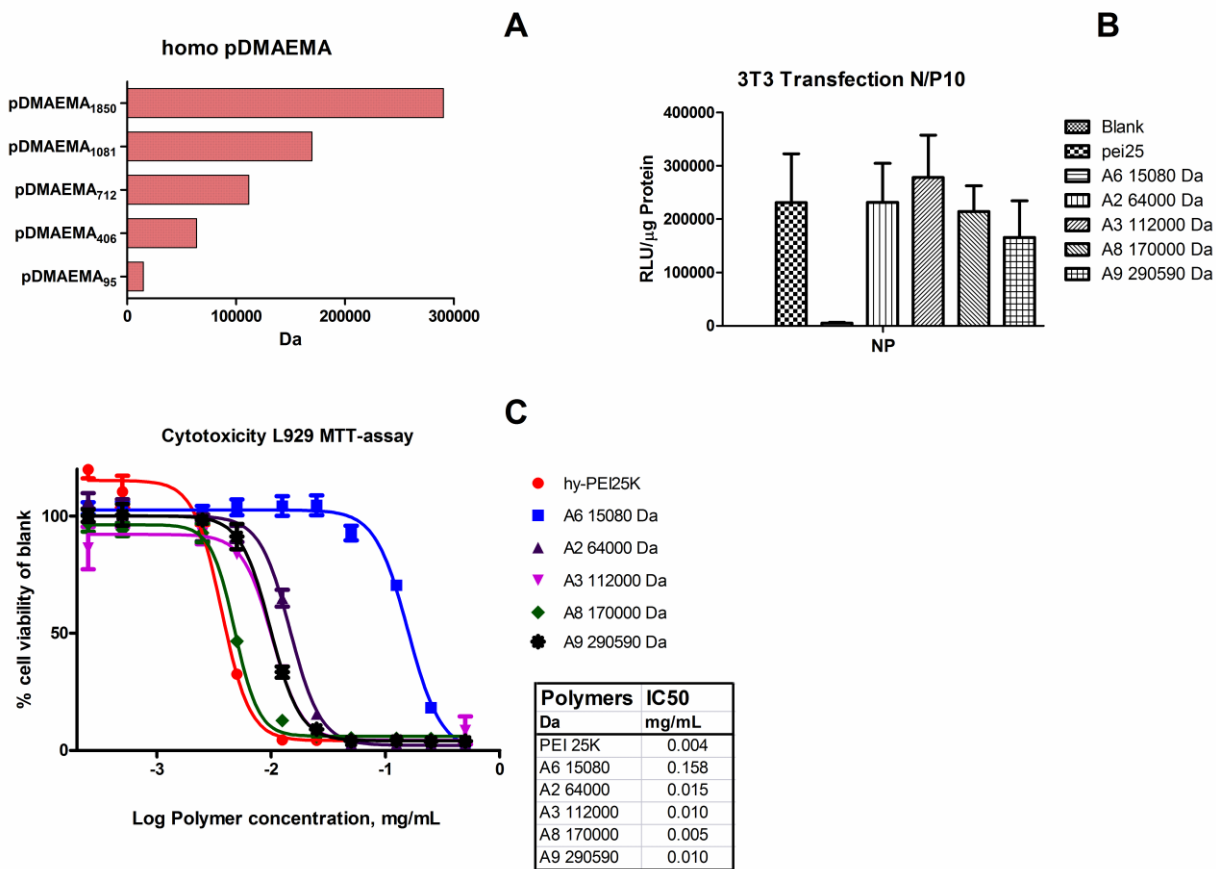 A
homo pDMAEMA
pDMAEMA1850
pDMAEMA1081
pDMAEMA712
pDMAEMA406
pDMAEMA95
0 100000 200000 300000
Da
B
3T3 Transfection N/P10
RLU/µg Protein
400000
300000
200000
100000
0
NP
Blank
pei25
A6 15080 Da
A2 64000 Da
A3 112000 Da
A8 170000 Da
A9 290590 Da
C
Cytotoxicity L929 MTT-assay
% cell viability of blank
100
50
0
-3 -2 -1 0
Log Polymer concentration, mg/mL
hy-PEI25K
A6 15080 Da
A2 64000 Da
A3 112000 Da
A8 170000 Da
A9 290590 Da
Polymers IC50
Da mg/mL
PEI 25K 0.004
A6 15080 0.158
A2 64000 0.015
A3 112000 0.010
A8 170000 0.005
A9 290590 0.010